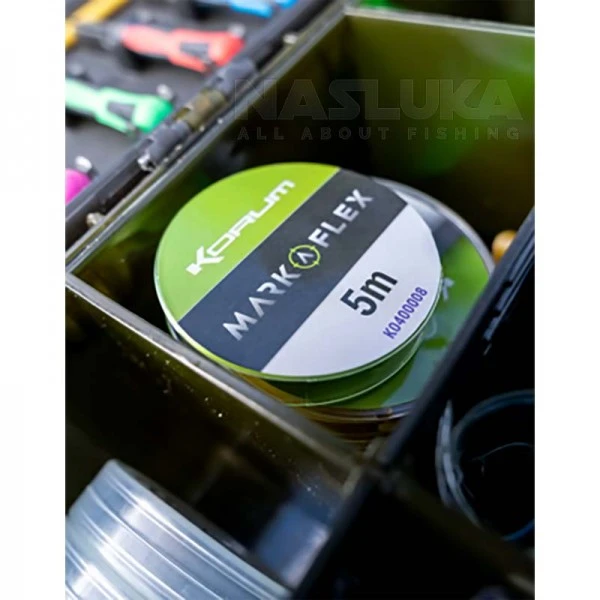 NASLUKA
ALL ABOUT FISHING
KORUM
MARK A FLEX
5m
K0400008